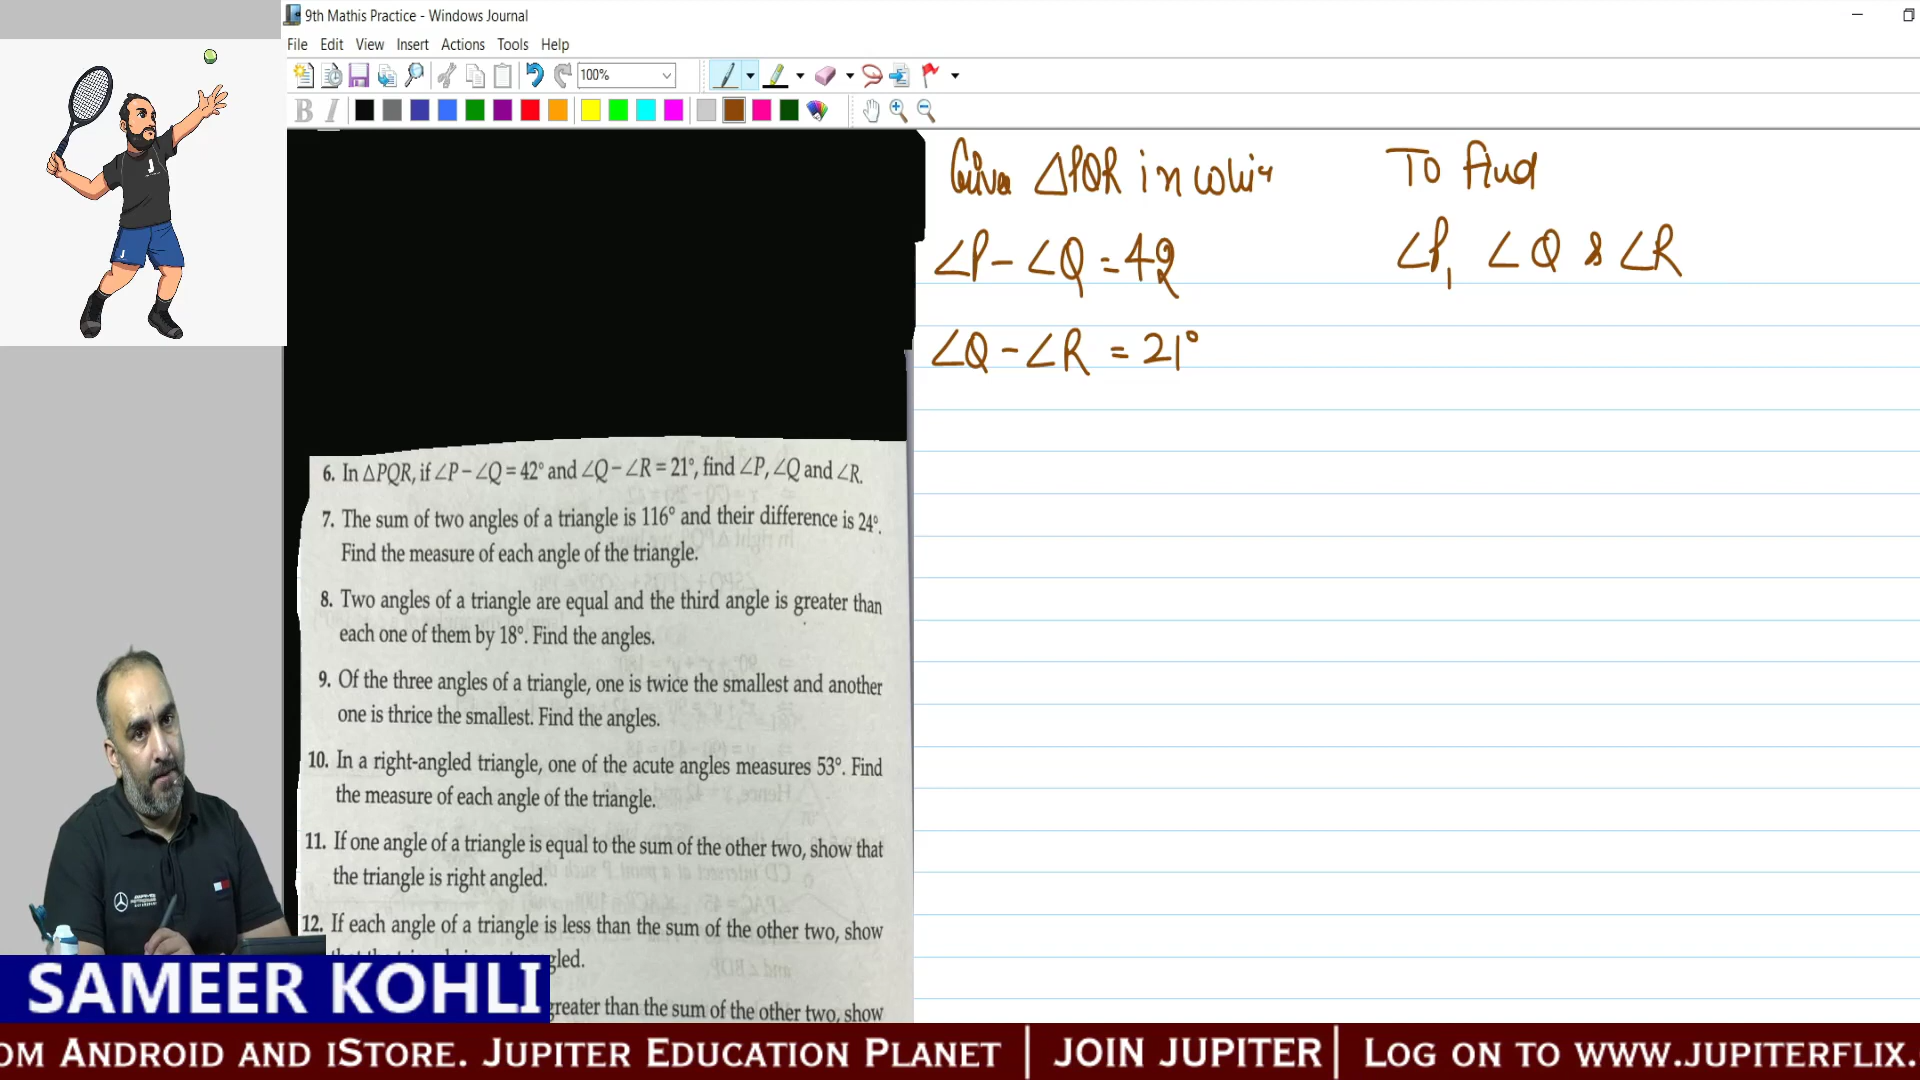 9th Mathis Practice - Windows Journal
File Edit View Insert Actions Tools Help
100%
B I
Given △PQR in which
To find
∠P - ∠Q = 42
∠P, ∠Q & ∠R
∠Q - ∠R = 21°
6. In △PQR, if ∠P – ∠Q = 42° and ∠Q – ∠R = 21°, find ∠P, ∠Q and ∠R.
7. The sum of two angles of a triangle is 116° and their difference is 24°.
Find the measure of each angle of the triangle.
8. Two angles of a triangle are equal and the third angle is greater than
each one of them by 18°. Find the angles.
9. Of the three angles of a triangle, one is twice the smallest and another
one is thrice the smallest. Find the angles.
10. In a right-angled triangle, one of the acute angles measures 53°. Find
the measure of each angle of the triangle.
11. If one angle of a triangle is equal to the sum of the other two, show that
the triangle is right angled.
12. If each angle of a triangle is less than the sum of the other two, show
gled.
greater than the sum of the other two, show
SAMEER KOHLI
OM ANDROID AND ISTORE. JUPITER EDUCATION PLANET | JOIN JUPITER | LOG ON TO WWW.JUPITERFLIX.